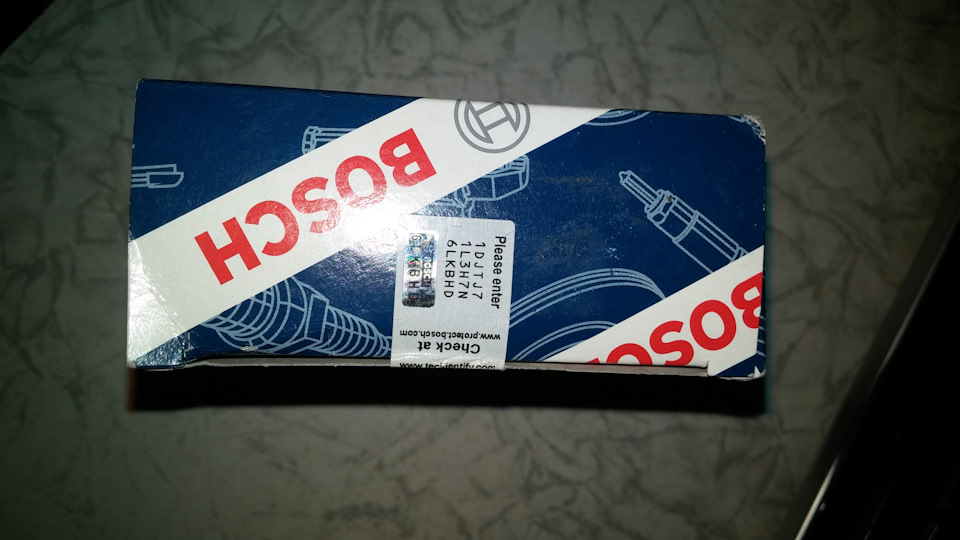 BOSCH
BOSCH
Check at
www.protect.bosch.com
Please enter
1DJTJ7
1L3H7N
6LKBHD